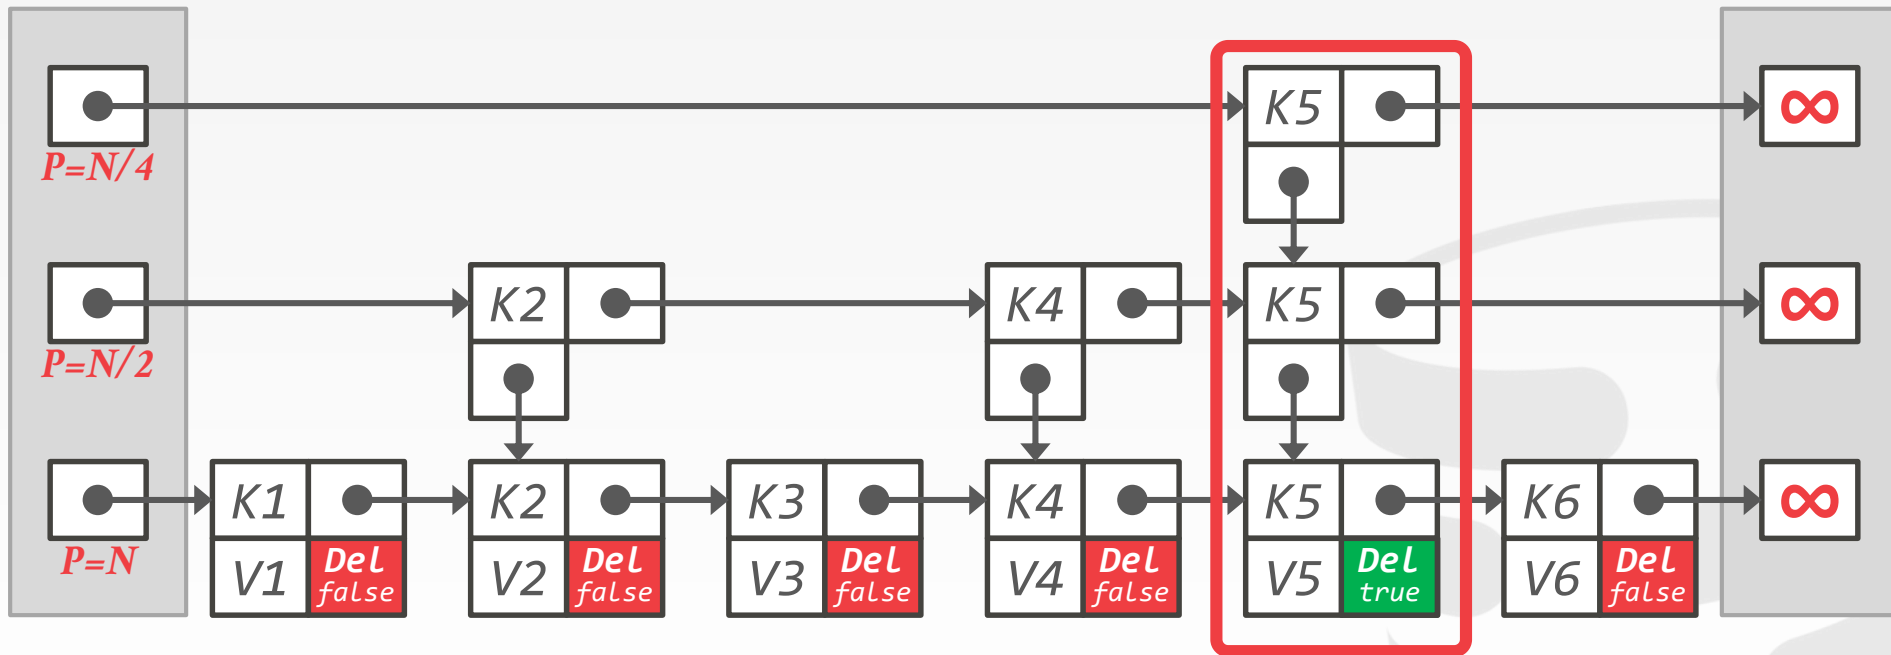 K5 ∞
P=N/4
K2 K4 K5 ∞
P=N/2
K1 K2 K3 K4 K5 K6 ∞
P=N
V1 Del false V2 Del false V3 Del false V4 Del false V5 Del true V6 Del false